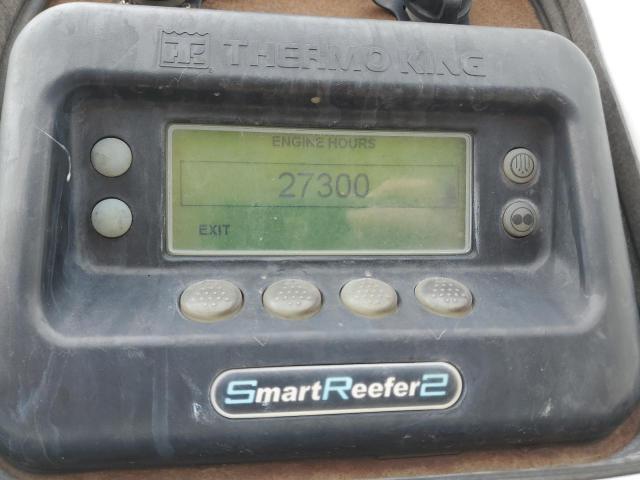 THERMO KING
ENGINE HOURS
27300
EXIT
SmartReefer2